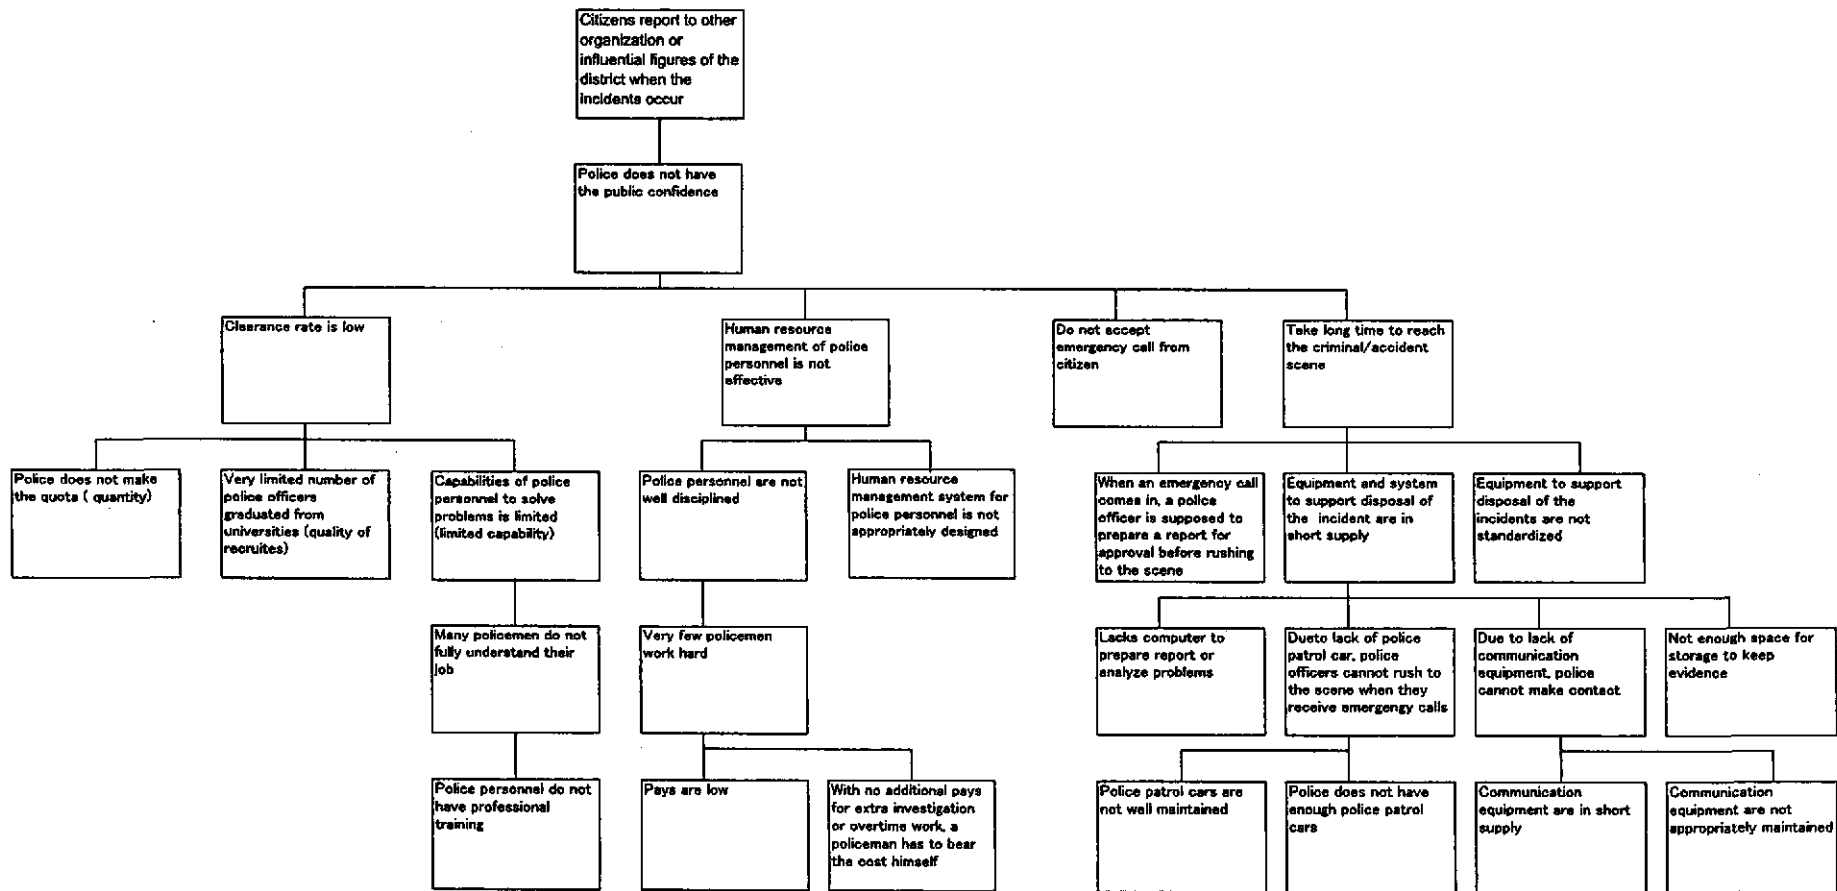 Citizens report to other
organization or
influential figures of the
district when the
incidents occur
Police does not have
the public confidence
Clearance rate is low
Human resource
management of police
personnel is not
effective
Do not accept
emergency call from
citizen
Take long time to reach
the criminal/accident
scene
Police does not make
the quota ( quantity)
Very limited number of
police officers
graduated from
universities (quality of
recruites)
Capabilities of police
personnel to solve
problems is limited
(limited capability)
Police personnel are not
well disciplined
Human resource
management system for
police personnel is not
appropriately designed
When an emergency call
comes in, a police
officer is supposed to
prepare a report for
approval before rushing
to the scene
Equipment and system
to support disposal of
the incident are in
short supply
Equipment to support
disposal of the
incidents are not
standardized
Many policemen do not
fully understand their
job
Very few policemen
work hard
Lacks computer to
prepare report or
analyze problems
Dueto lack of police
patrol car, police
officers cannot rush to
the scene when they
receive emergengy calls
Due to lack of
communication
equipment, police
cannot make contact
Not enough space for
storage to keep
evidence
Police personnel do not
have professional
training
Pays are low
With no additional pays
for extra investigation
or overtime work, a
policeman has to bear
the cost himself
Police patrol cars are
not well maintained
Police does not have
enough police patrol
cars
Communication
equipment are in short
supply
Communication
equipment are not
appropriately maintained